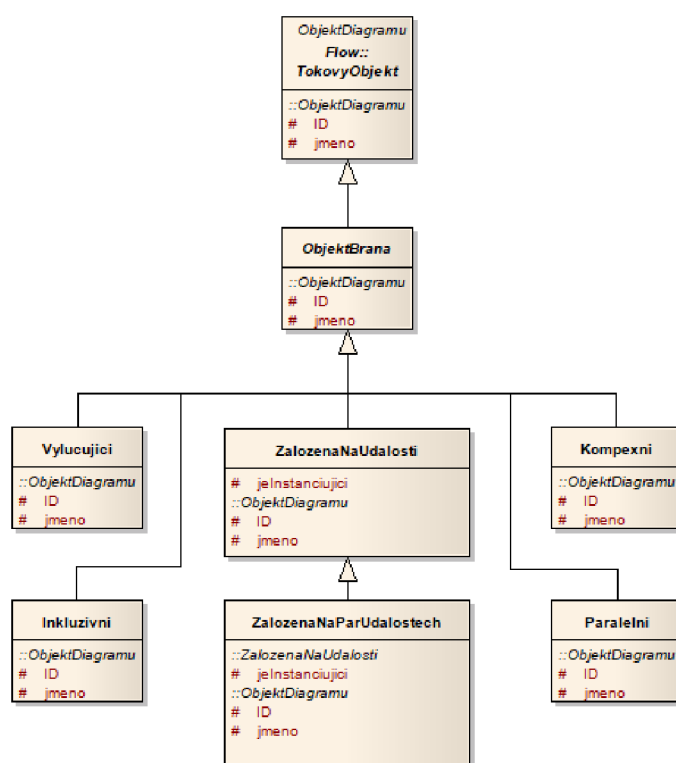 ObjektDiagramu
Flow::
TokovyObjekt
::ObjektDiagramu
# ID
# jmeno
ObjektBrana
::ObjektDiagramu
# ID
# jmeno
Vylucujici
::ObjektDiagramu
# ID
# jmeno
ZalozenaNaUdalosti
# jeInstanciujici
::ObjektDiagramu
# ID
# jmeno
Kompexni
::ObjektDiagramu
# ID
# jmeno
Inkluzivni
::ObjektDiagramu
# ID
# jmeno
ZalozenaNaParUdalostech
::ZalozenaNaUdalosti
# jeInstanciujici
::ObjektDiagramu
# ID
# jmeno
Paralelni
::ObjektDiagramu
# ID
# jmeno